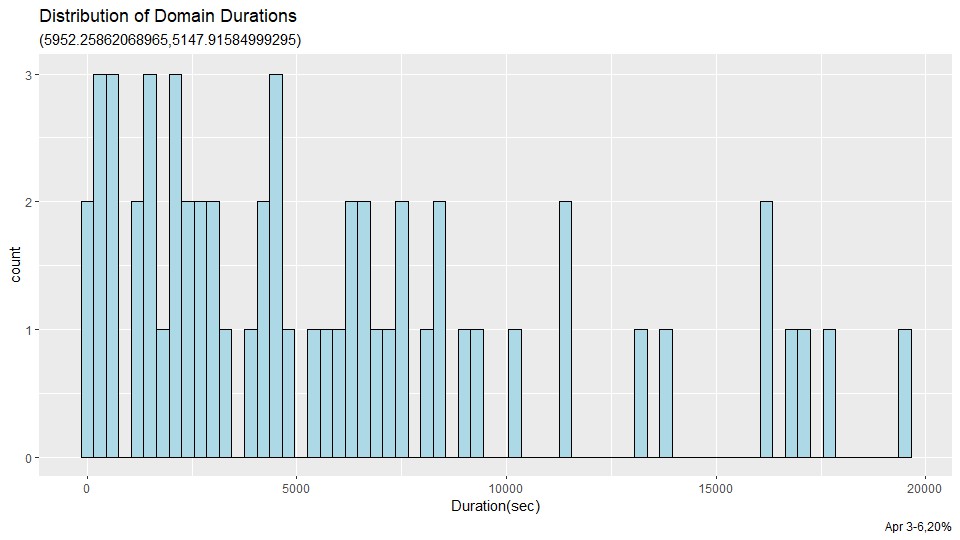 Distribution of Domain Durations
(5952.25862068965,5147.91584999295)
3
2
1
0
count
0 5000 10000 15000 20000
Duration(sec)
Apr 3-6,20%